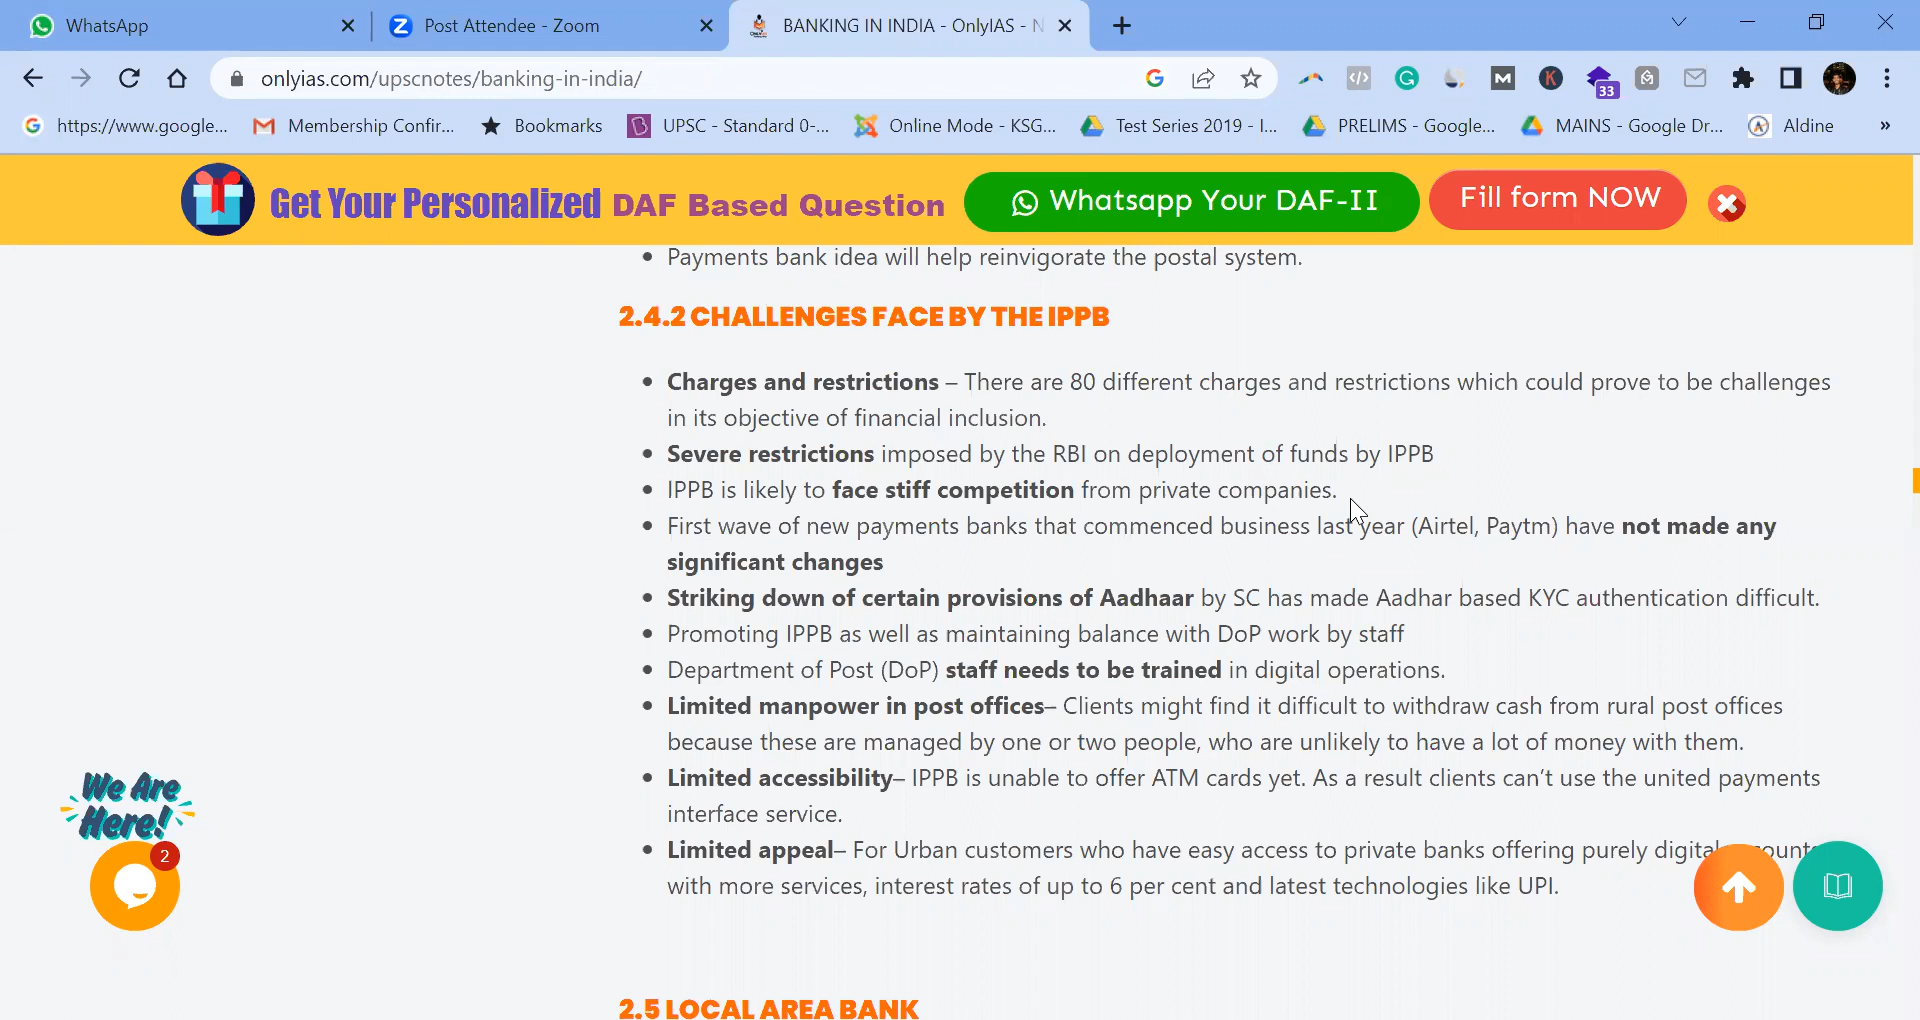 WhatsApp
Post Attendee - Zoom
BANKING IN INDIA - OnlyIAS - N
onlyias.com/upscnotes/banking-in-india/
33
https://www.google...
Membership Confir...
Bookmarks
UPSC - Standard 0-...
Online Mode - KSG...
Test Series 2019 - I...
PRELIMS - Google...
MAINS - Google Dr...
Aldine
Get Your Personalized DAF Based Question
Whatsapp Your DAF-II
Fill form NOW
• Payments bank idea will help reinvigorate the postal system.
2.4.2 CHALLENGES FACE BY THE IPPB
• Charges and restrictions – There are 80 different charges and restrictions which could prove to be challenges
in its objective of financial inclusion.
• Severe restrictions imposed by the RBI on deployment of funds by IPPB
• IPPB is likely to face stiff competition from private companies.
• First wave of new payments banks that commenced business last year (Airtel, Paytm) have not made any
significant changes
• Striking down of certain provisions of Aadhaar by SC has made Aadhar based KYC authentication difficult.
• Promoting IPPB as well as maintaining balance with DoP work by staff
• Department of Post (DoP) staff needs to be trained in digital operations.
• Limited manpower in post offices– Clients might find it difficult to withdraw cash from rural post offices
because these are managed by one or two people, who are unlikely to have a lot of money with them.
• Limited accessibility– IPPB is unable to offer ATM cards yet. As a result clients can't use the united payments
interface service.
• Limited appeal– For Urban customers who have easy access to private banks offering purely digital
with more services, interest rates of up to 6 per cent and latest technologies like UPI.
We Are
Here!
2
2.5 LOCAL AREA BANK